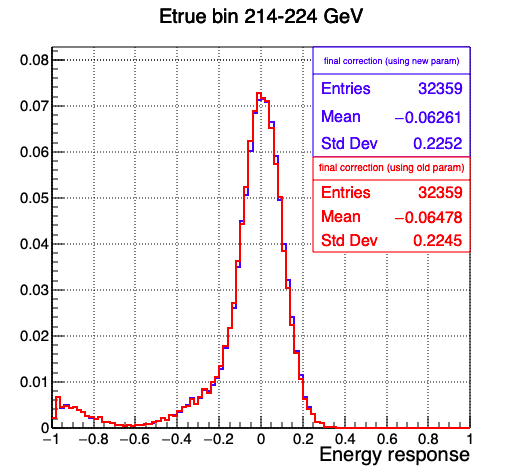 Etrue bin 214-224 GeV
final correction (using new param)
Entries 32359
Mean −0.06261
Std Dev 0.2252
final correction (using old param)
Entries 32359
Mean −0.06478
Std Dev 0.2245
0.08
0.07
0.06
0.05
0.04
0.03
0.02
0.01
0
−1 −0.8 −0.6 −0.4 −0.2 0 0.2 0.4 0.6 0.8 1
Energy response